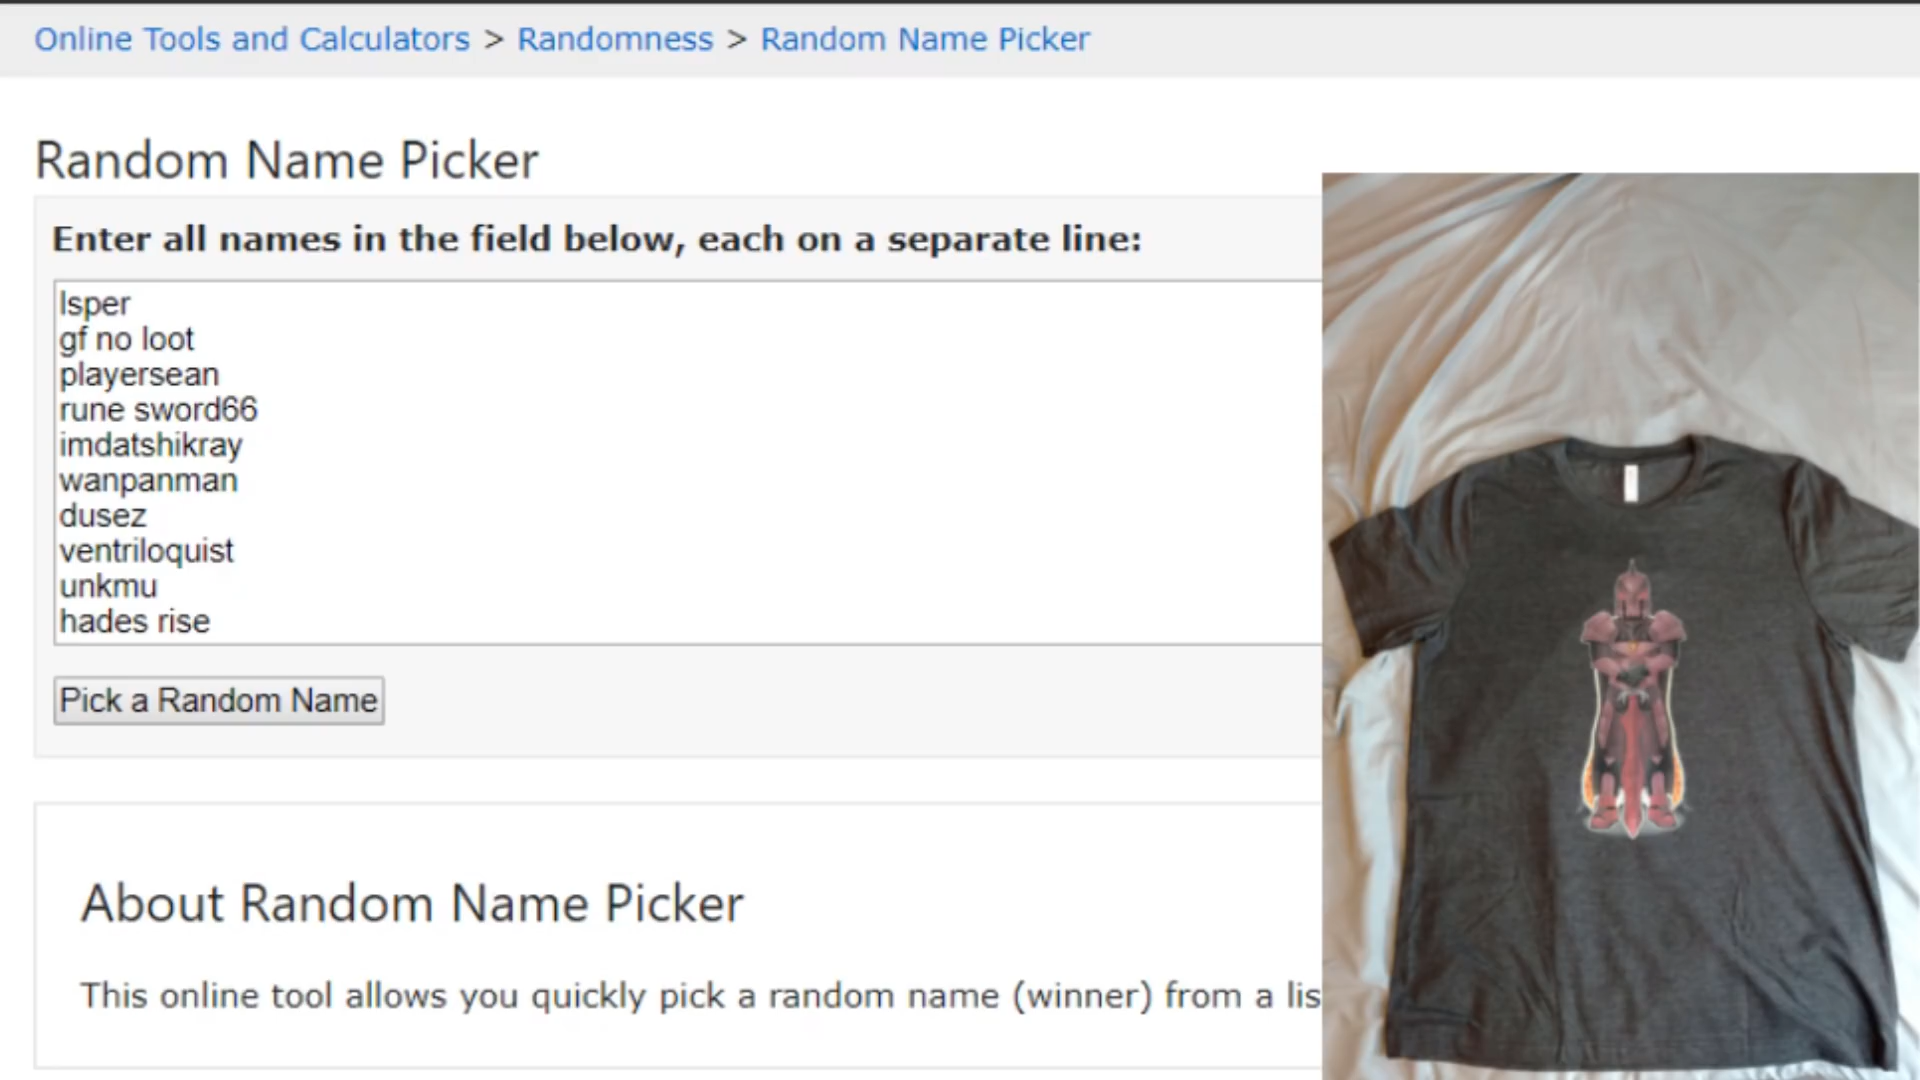 Online Tools and Calculators > Randomness > Random Name Picker
Random Name Picker
Enter all names in the field below, each on a separate line:
lsper
gf no loot
playersean
rune sword66
imdatshikray
wanpanman
dusez
ventriloquist
unkmu
hades rise
Pick a Random Name
About Random Name Picker
This online tool allows you quickly pick a random name (winner) from a lis